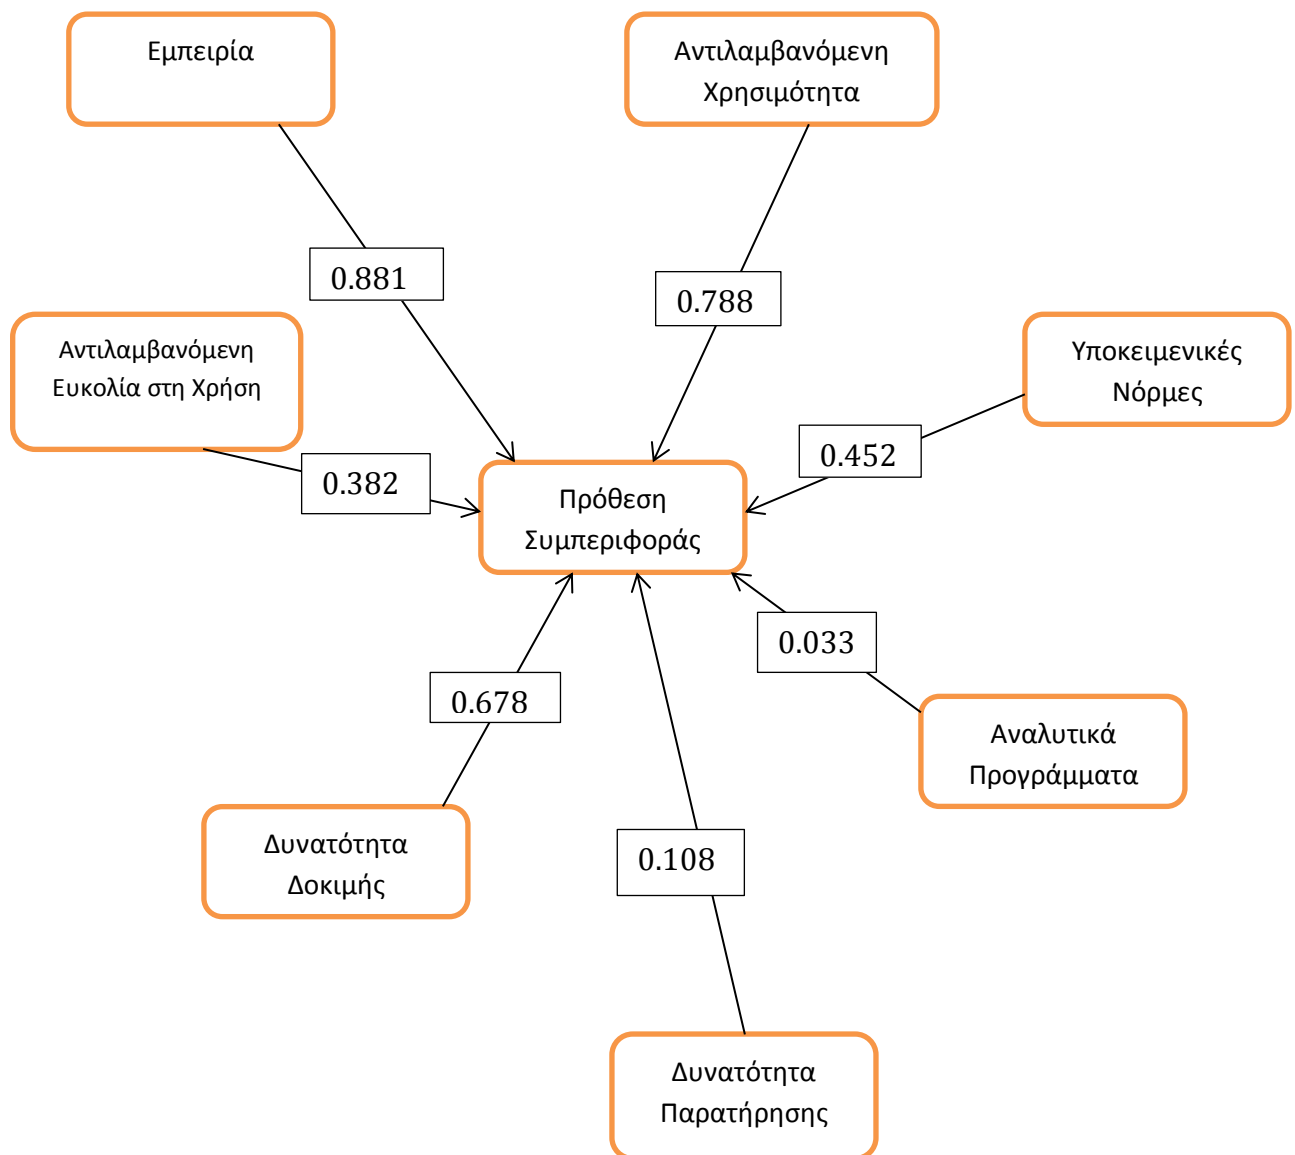 Εμπειρία
Αντιλαμβανόμενη
Χρησιμότητα
0.881
0.788
Αντιλαμβανόμενη
Ευκολία στη Χρήση
Υποκειμενικές
Νόρμες
0.452
0.382
Πρόθεση
Συμπεριφοράς
0.033
0.678
Αναλυτικά
Προγράμματα
Δυνατότητα
Δοκιμής
0.108
Δυνατότητα
Παρατήρησης